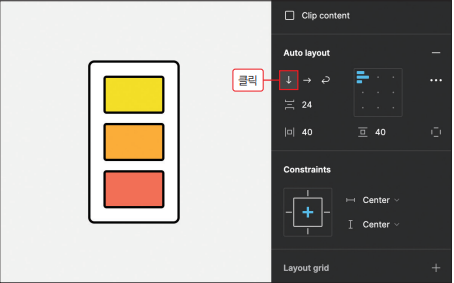 Clip content
Auto layout
클릭
24
40 40
Constraints
Center
Center
Layout grid